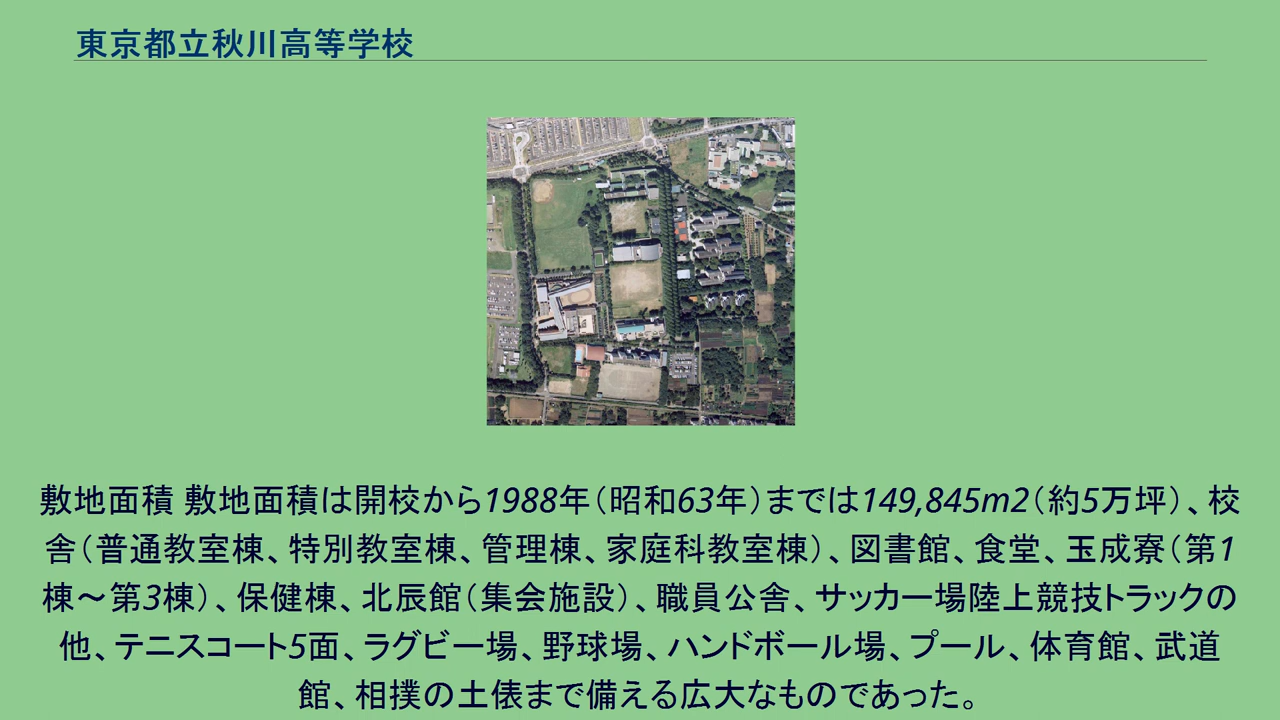 東京都立秋川高等学校
敷地面積 敷地面積は開校から1988年（昭和63年）までは149,845m2（約5万坪）、校
舎（普通教室棟、特別教室棟、管理棟、家庭科教室棟）、図書館、食堂、玉成寮（第1
棟～第3棟）、保健棟、北辰館（集会施設）、職員公舎、サッカー場陸上競技トラックの
他、テニスコート5面、ラグビー場、野球場、ハンドボール場、プール、体育館、武道
館、相撲の土俵まで備える広大なものであった。